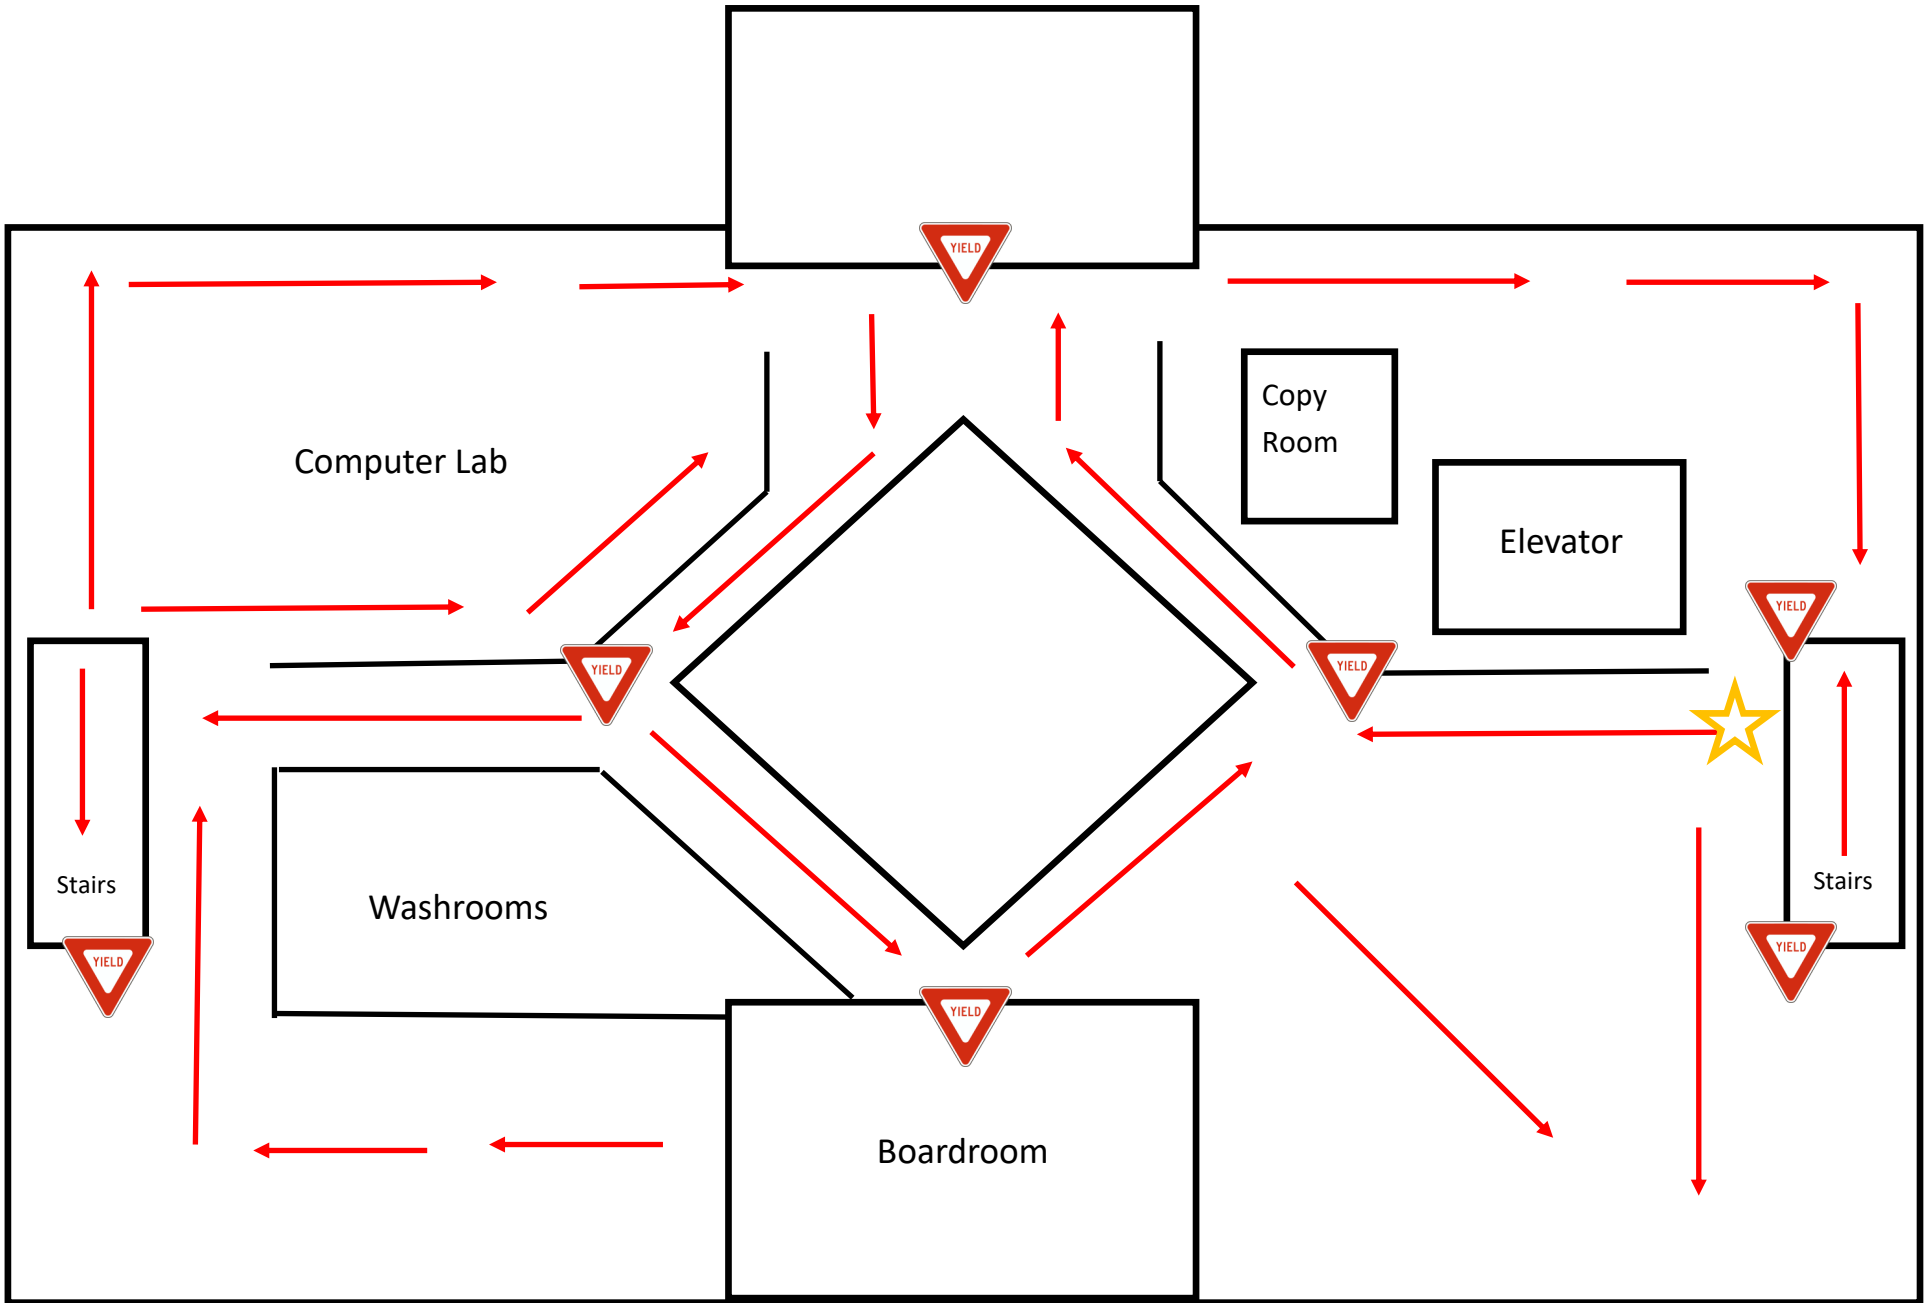 YIELD
Copy
Room
Computer Lab
Elevator
YIELD
YIELD
YIELD
Stairs
Stairs
Washrooms
YIELD
YIELD
YIELD
Boardroom